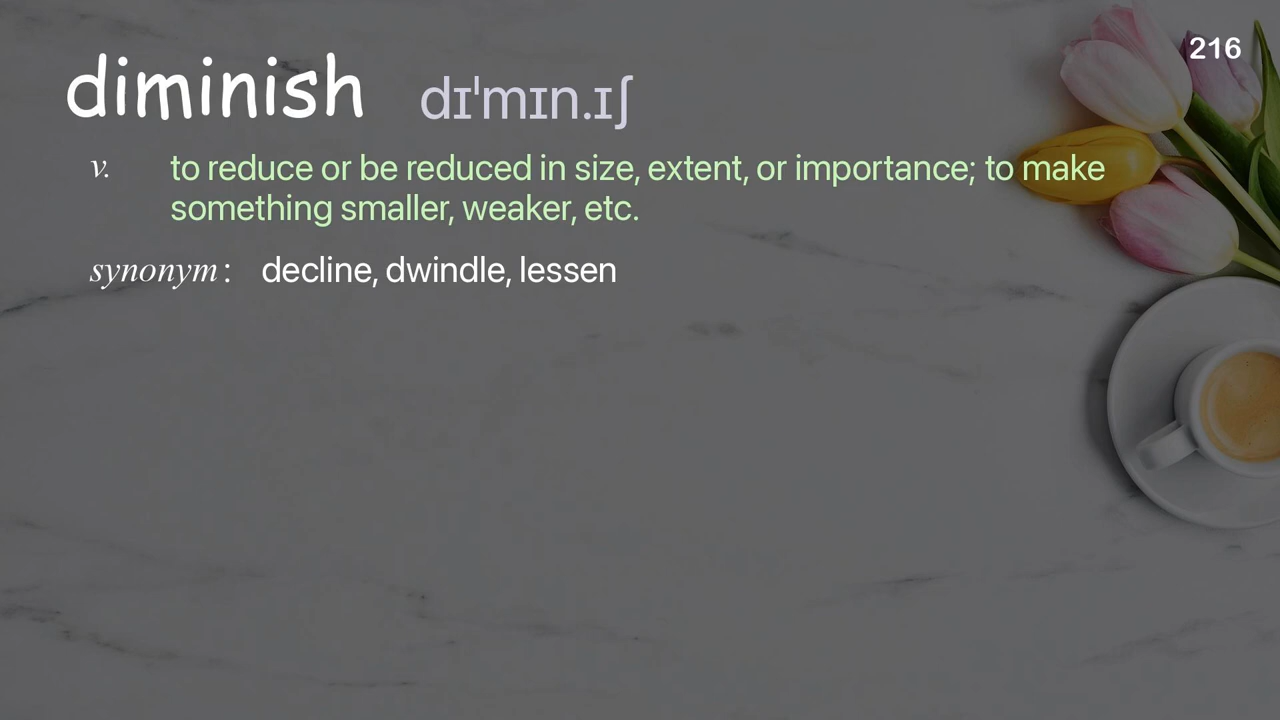 216
diminish dɪˈmɪn.ɪʃ
v. to reduce or be reduced in size, extent, or importance; to make
something smaller, weaker, etc.
synonym: decline, dwindle, lessen